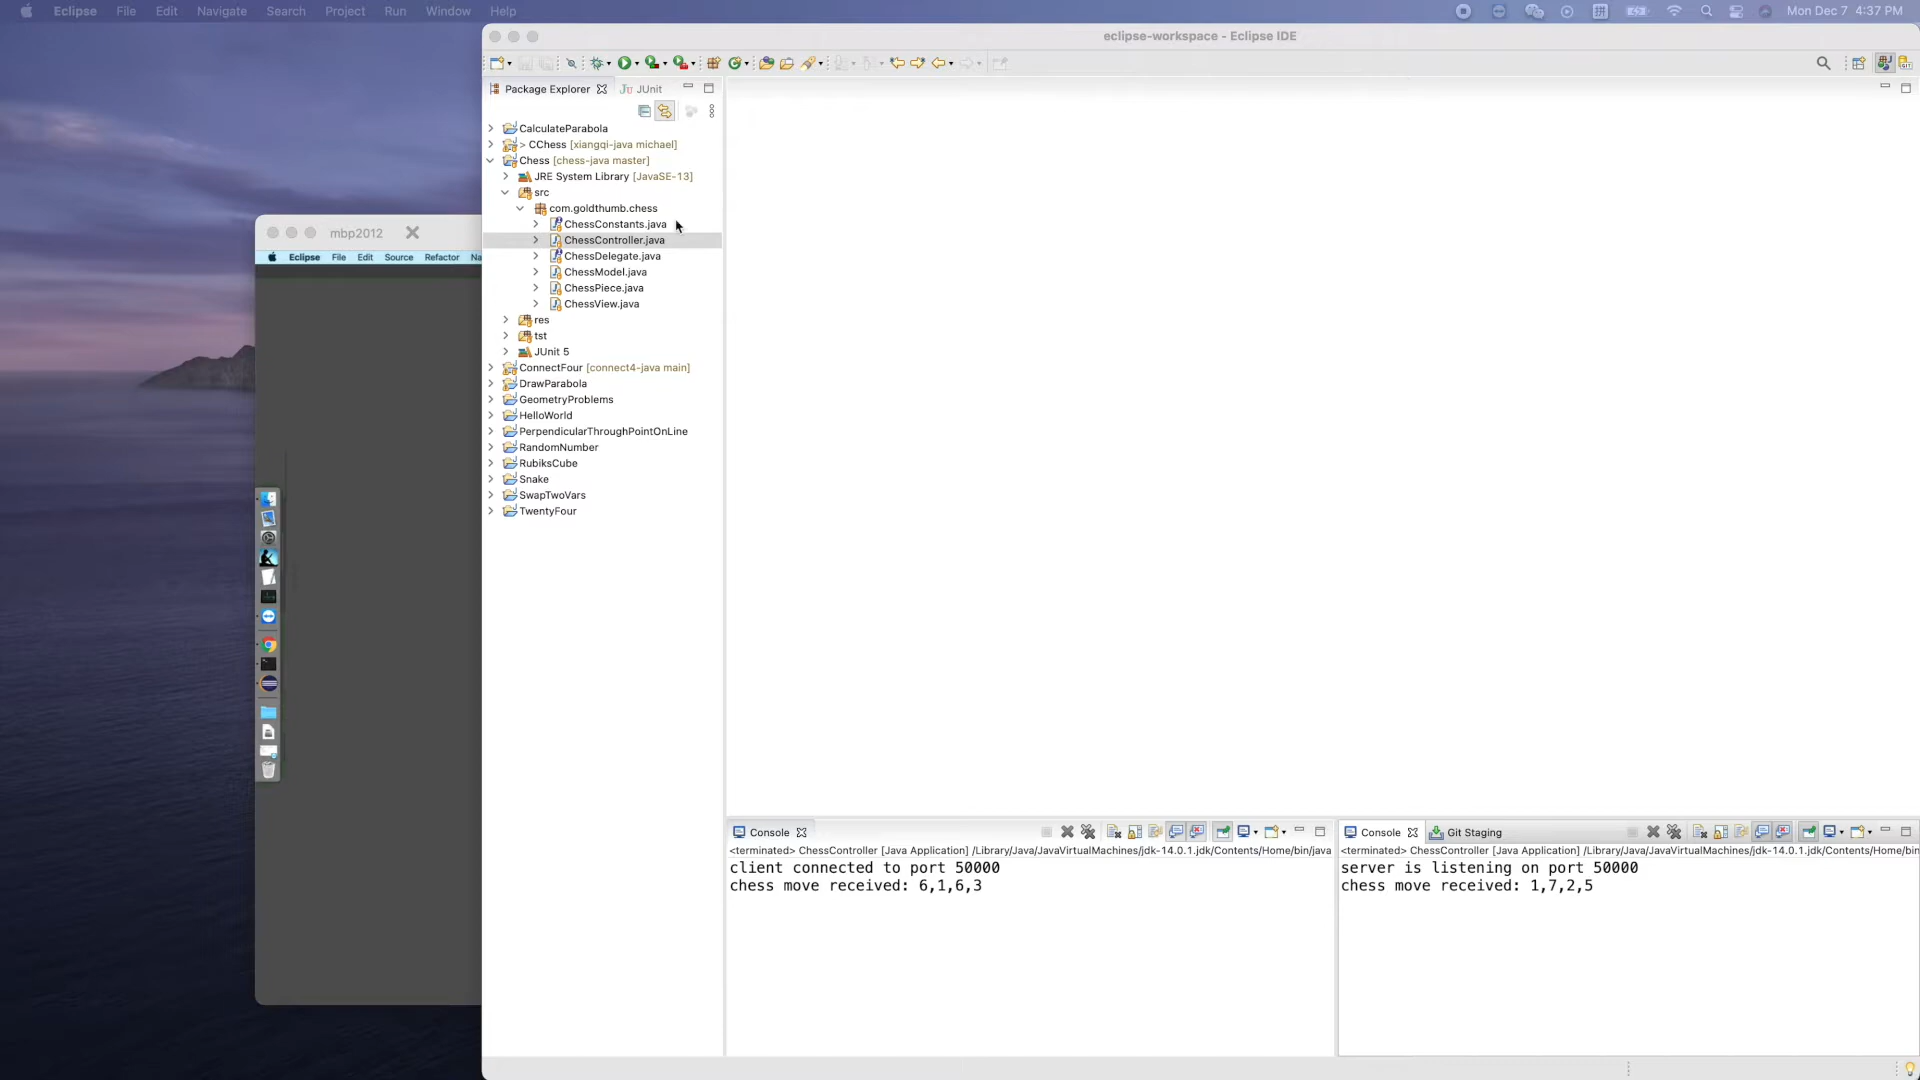 Eclipse File Edit Navigate Search Project Run Window Help
Mon Dec 7 4:37 PM
eclipse-workspace - Eclipse IDE
Package Explorer
JUnit
CalculateParabola
> CChess [xiangqi-java michael]
Chess [chess-java master]
JRE System Library [JavaSE-13]
src
com.goldthumb.chess
ChessConstants.java
ChessController.java
ChessDelegate.java
ChessModel.java
ChessPiece.java
ChessView.java
res
tst
JUnit 5
ConnectFour [connect4-java main]
DrawParabola
GeometryProblems
HelloWorld
PerpendicularThroughPointOnLine
RandomNumber
RubiksCube
Snake
SwapTwoVars
TwentyFour
mbp2012
Eclipse File Edit Source Refactor Na
Console
<terminated> ChessController [Java Application] /Library/Java/JavaVirtualMachines/jdk-14.0.1.jdk/Contents/Home/bin/java
client connected to port 50000
chess move received: 6,1,6,3
Console
Git Staging
<terminated> ChessController [Java Application] /Library/Java/JavaVirtualMachines/jdk-14.0.1.jdk/Contents/Home/bin
server is listening on port 50000
chess move received: 1,7,2,5